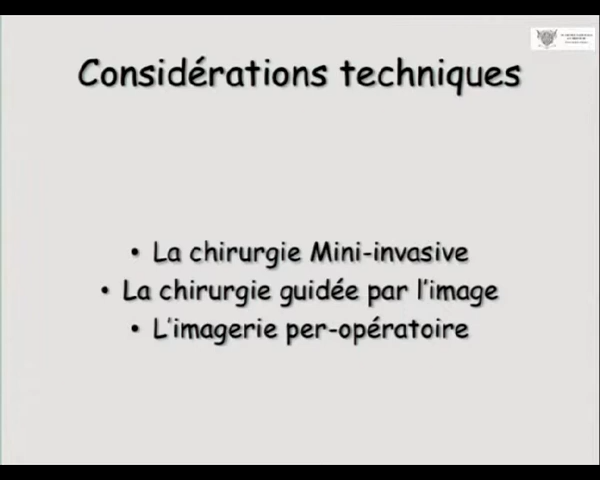 Considérations techniques
• La chirurgie Mini-invasive
• La chirurgie guidée par l'image
• L'imagerie per-opératoire